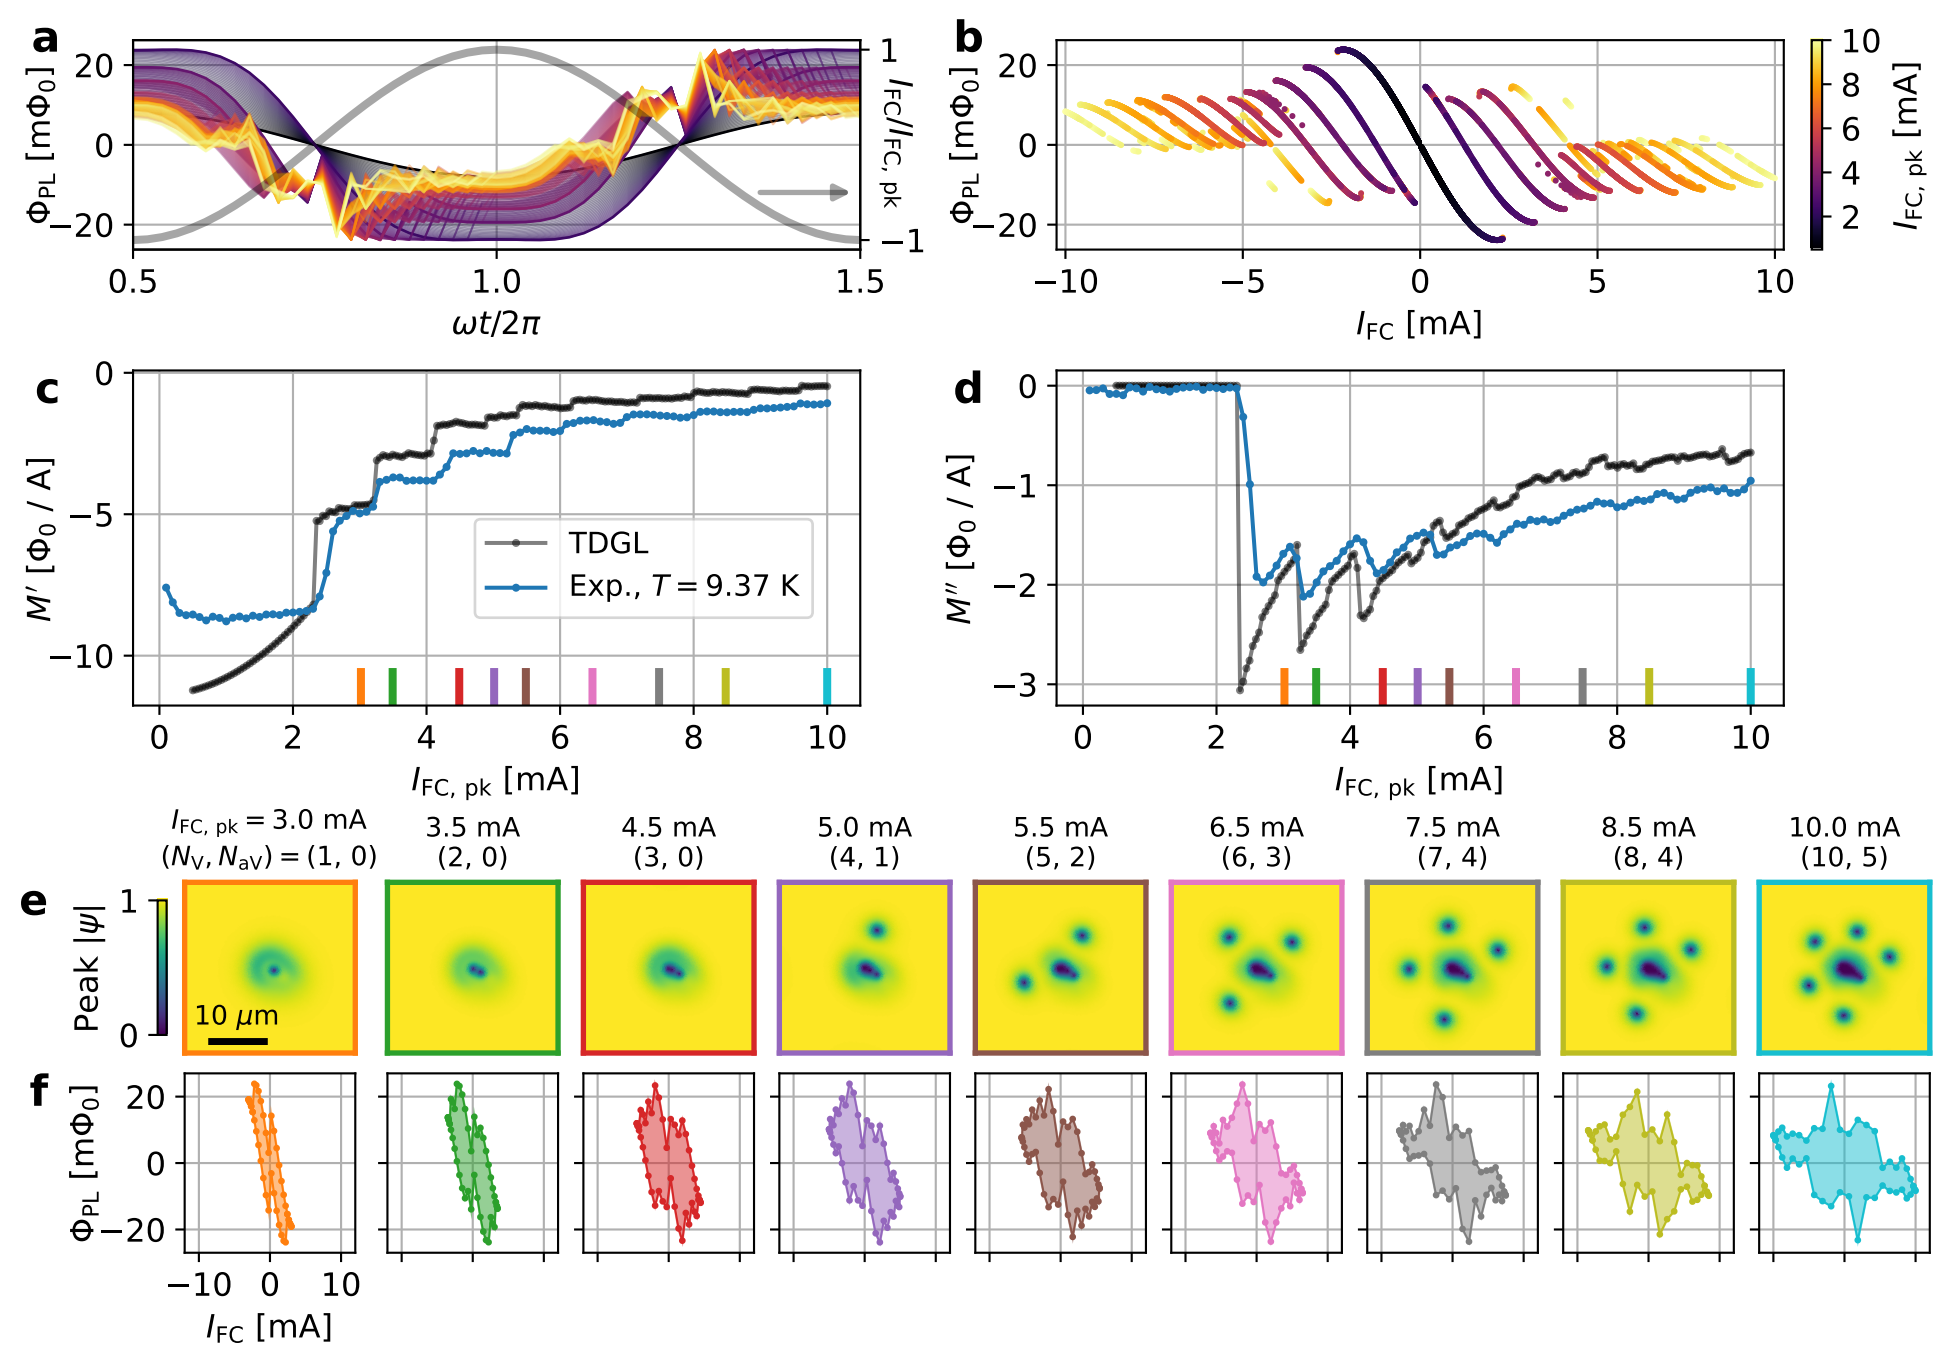 a
20
0
−20
Φ_PL [mΦ_0]
1
−1
I_FC/I_FC, pk
0.5
1.0
1.5
ωt/2π
b
20
0
−20
Φ_PL [mΦ_0]
−10
−5
0
5
10
I_FC [mA]
10
8
6
4
2
I_FC, pk [mA]
c
0
−5
−10
M′ [Φ_0 / A]
TDGL
Exp., T = 9.37 K
0
2
4
6
8
10
I_FC, pk [mA]
d
0
−1
−2
−3
M″ [Φ_0 / A]
0
2
4
6
8
10
I_FC, pk [mA]
I_FC, pk = 3.0 mA
(N_V, N_aV) = (1, 0)
3.5 mA
(2, 0)
4.5 mA
(3, 0)
5.0 mA
(4, 1)
5.5 mA
(5, 2)
6.5 mA
(6, 3)
7.5 mA
(7, 4)
8.5 mA
(8, 4)
10.0 mA
(10, 5)
e
Peak |ψ|
1
0
10 μm
f
Φ_PL [mΦ_0]
20
0
−20
−10
0
10
I_FC [mA]